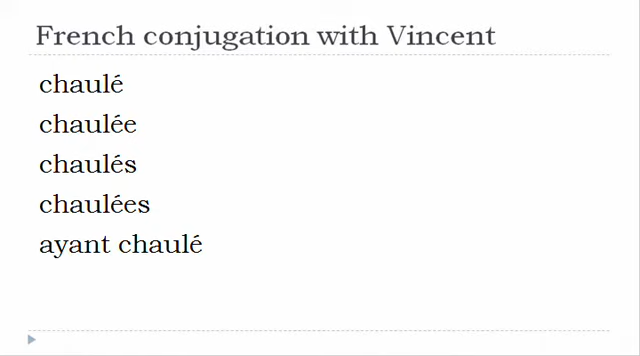 French conjugation with Vincent
chaulé
chaulée
chaulés
chaulées
ayant chaulé